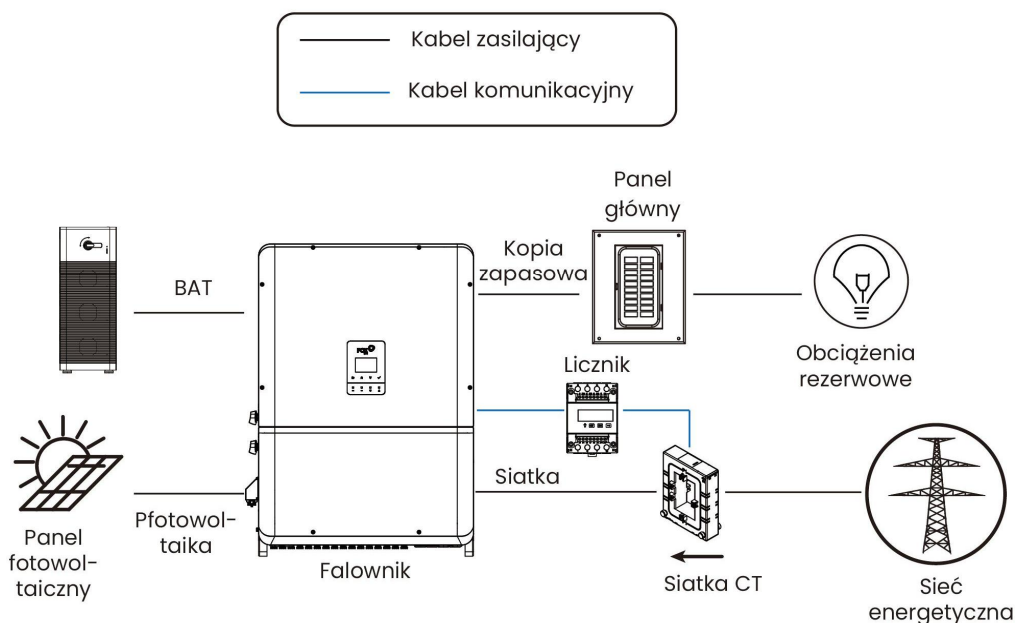 Kabel zasilający
Kabel komunikacyjny
Panel
główny
Kopia
zapasowa
BAT
Obciążenia
rezerwowe
Licznik
Siatka
Pfotowol-
taika
Panel
fotowol-
taiczny
Falownik
Siatka CT
Sieć
energetyczna